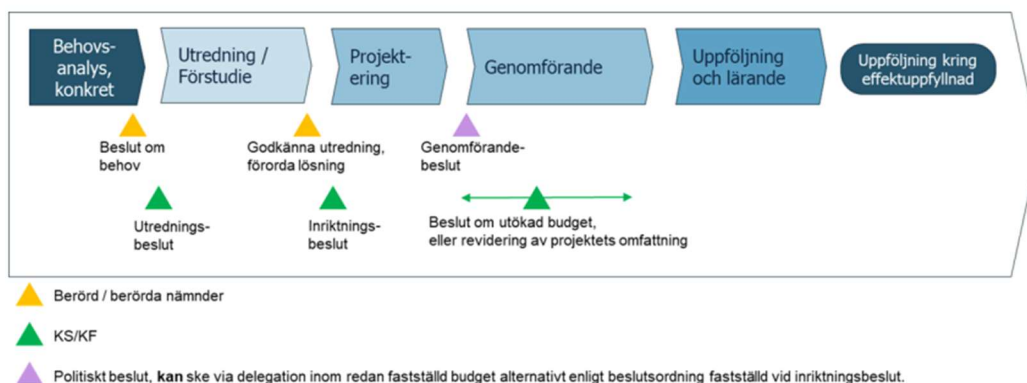 Behovs-
analys,
konkret
Utredning /
Förstudie
Projekt-
ering
Genomförande
Uppföljning
och lärande
Uppföljning kring
effektuppfyllnad
Beslut om
behov
Godkänna utredning,
förorda lösning
Genomförande-
beslut
Utrednings-
beslut
Inriktnings-
beslut
Beslut om utökad budget,
eller revidering av projektets omfattning
Berörd / berörda nämnder
KS/KF
Politiskt beslut, kan ske via delegation inom redan fastställd budget alternativt enligt beslutsordning fastställd vid inriktningsbeslut.